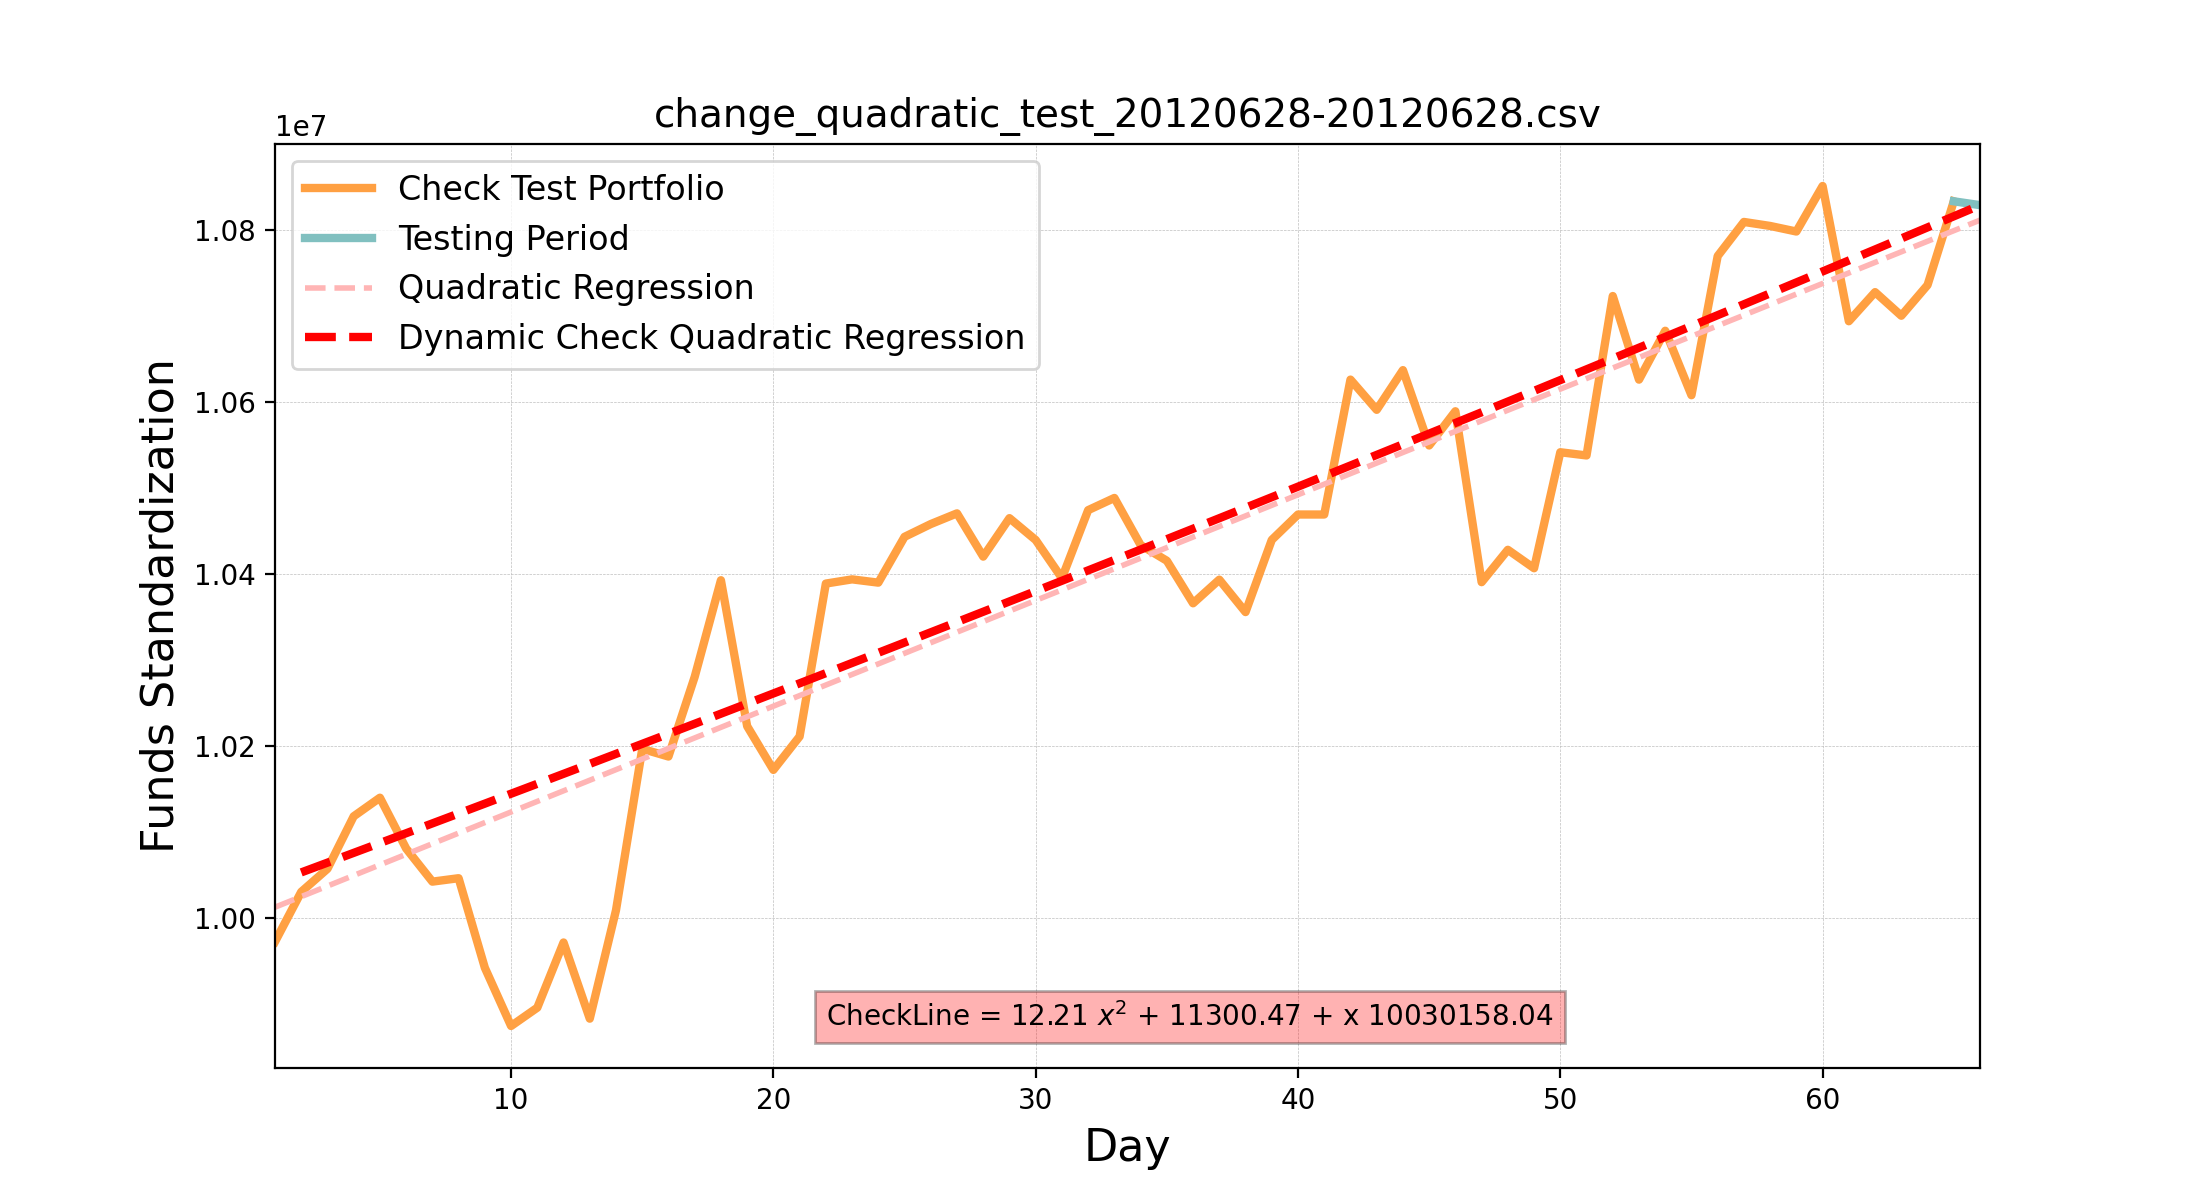 change_quadratic_test_20120628-20120628.csv
1e7
Check Test Portfolio
Testing Period
Quadratic Regression
Dynamic Check Quadratic Regression
1.08
1.06
1.04
1.02
1.00
Funds Standardization
CheckLine = 12.21 x² + 11300.47 + x 10030158.04
10 20 30 40 50 60
Day